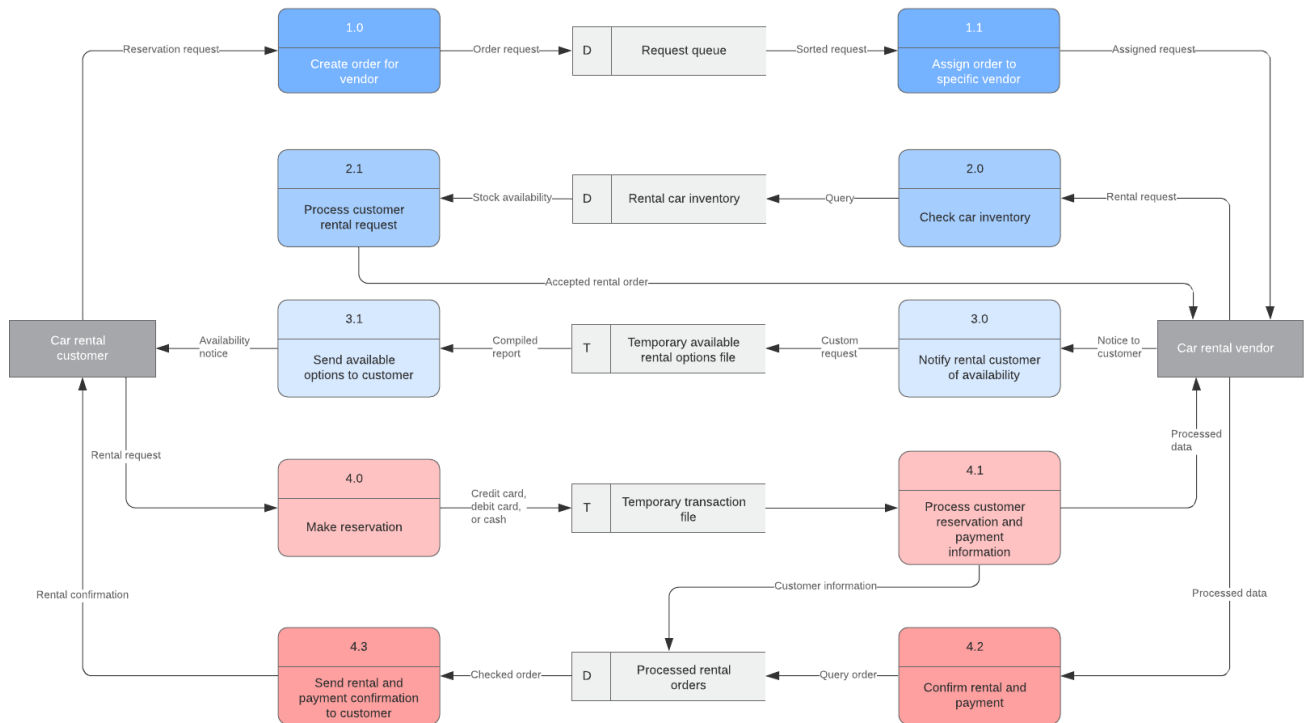 1.0
1.1
Reservation request
Order request
D
Request queue
Sorted request
Assigned request
Create order for
vendor
Assign order to
specific vendor
2.1
2.0
Stock availability
D
Rental car inventory
Query
Rental request
Process customer
rental request
Check car inventory
Accepted rental order
3.1
3.0
Car rental
customer
Availability
notice
Send available
options to customer
Compiled
report
T
Temporary available
rental options file
Custom
request
Notify rental customer
of availability
Notice to
customer
Car rental vendor
Rental request
4.0
Make reservation
Credit card,
debit card,
or cash
T
Temporary transaction
file
4.1
Process customer
reservation and
payment
information
Processed
data
Customer information
Rental confirmation
Processed data
4.3
Send rental and
payment confirmation
to customer
Checked order
D
Processed rental
orders
Query order
4.2
Confirm rental and
payment